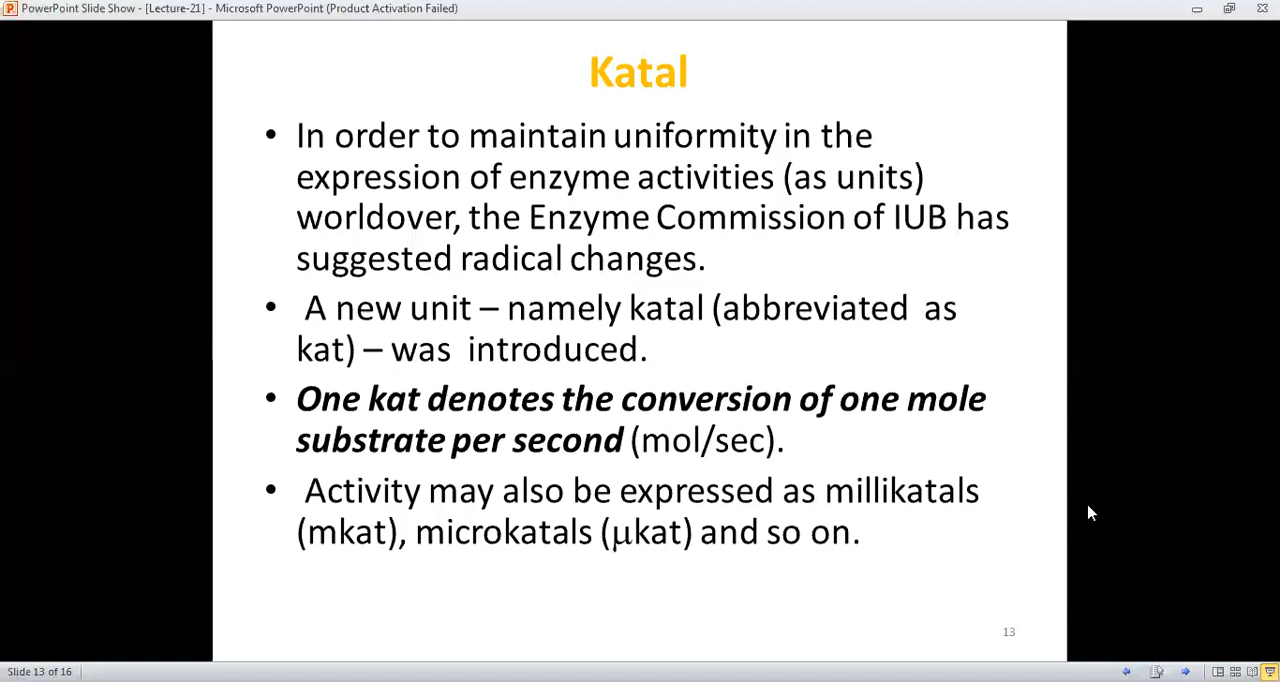 PowerPoint Slide Show - [Lecture-21] - Microsoft PowerPoint (Product Activation Failed)
Katal
• In order to maintain uniformity in the
expression of enzyme activities (as units)
worldover, the Enzyme Commission of IUB has
suggested radical changes.
• A new unit – namely katal (abbreviated as
kat) – was introduced.
• One kat denotes the conversion of one mole
substrate per second (mol/sec).
• Activity may also be expressed as millikatals
(mkat), microkatals (μkat) and so on.
13
Slide 13 of 16